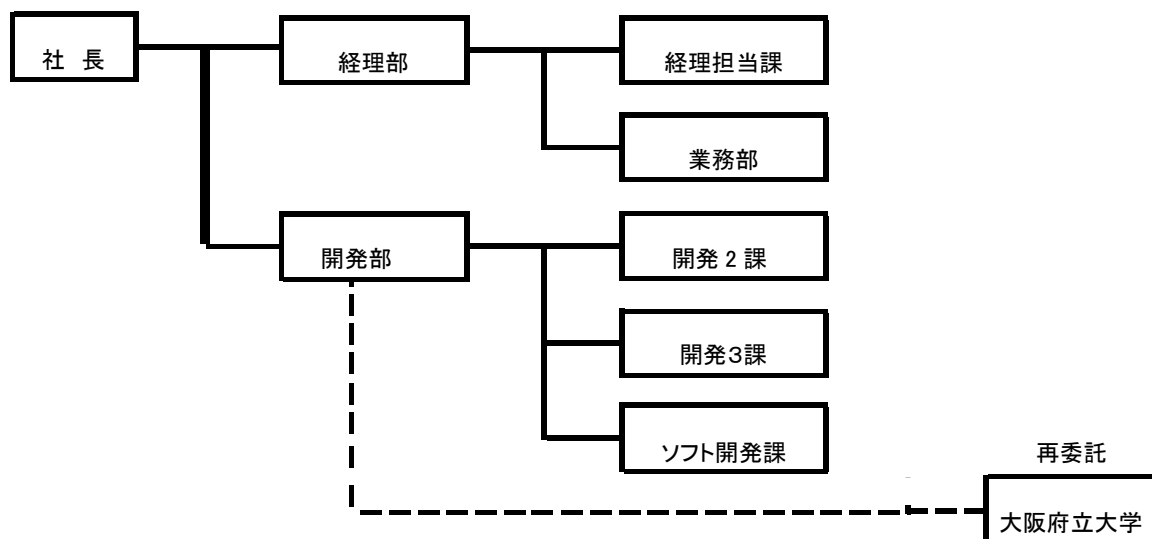 社 長
経理部
経理担当課
業務部
開発部
開発2課
開発3課
ソフト開発課
再委託
大阪府立大学